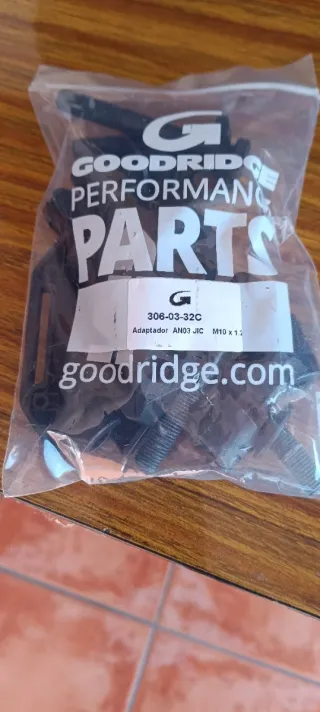 G
GOODRIDGE
PERFORMANC
PARTS
G
306-03-32C
Adaptador AN03 JIC M10 x 1.2
goodridge.com